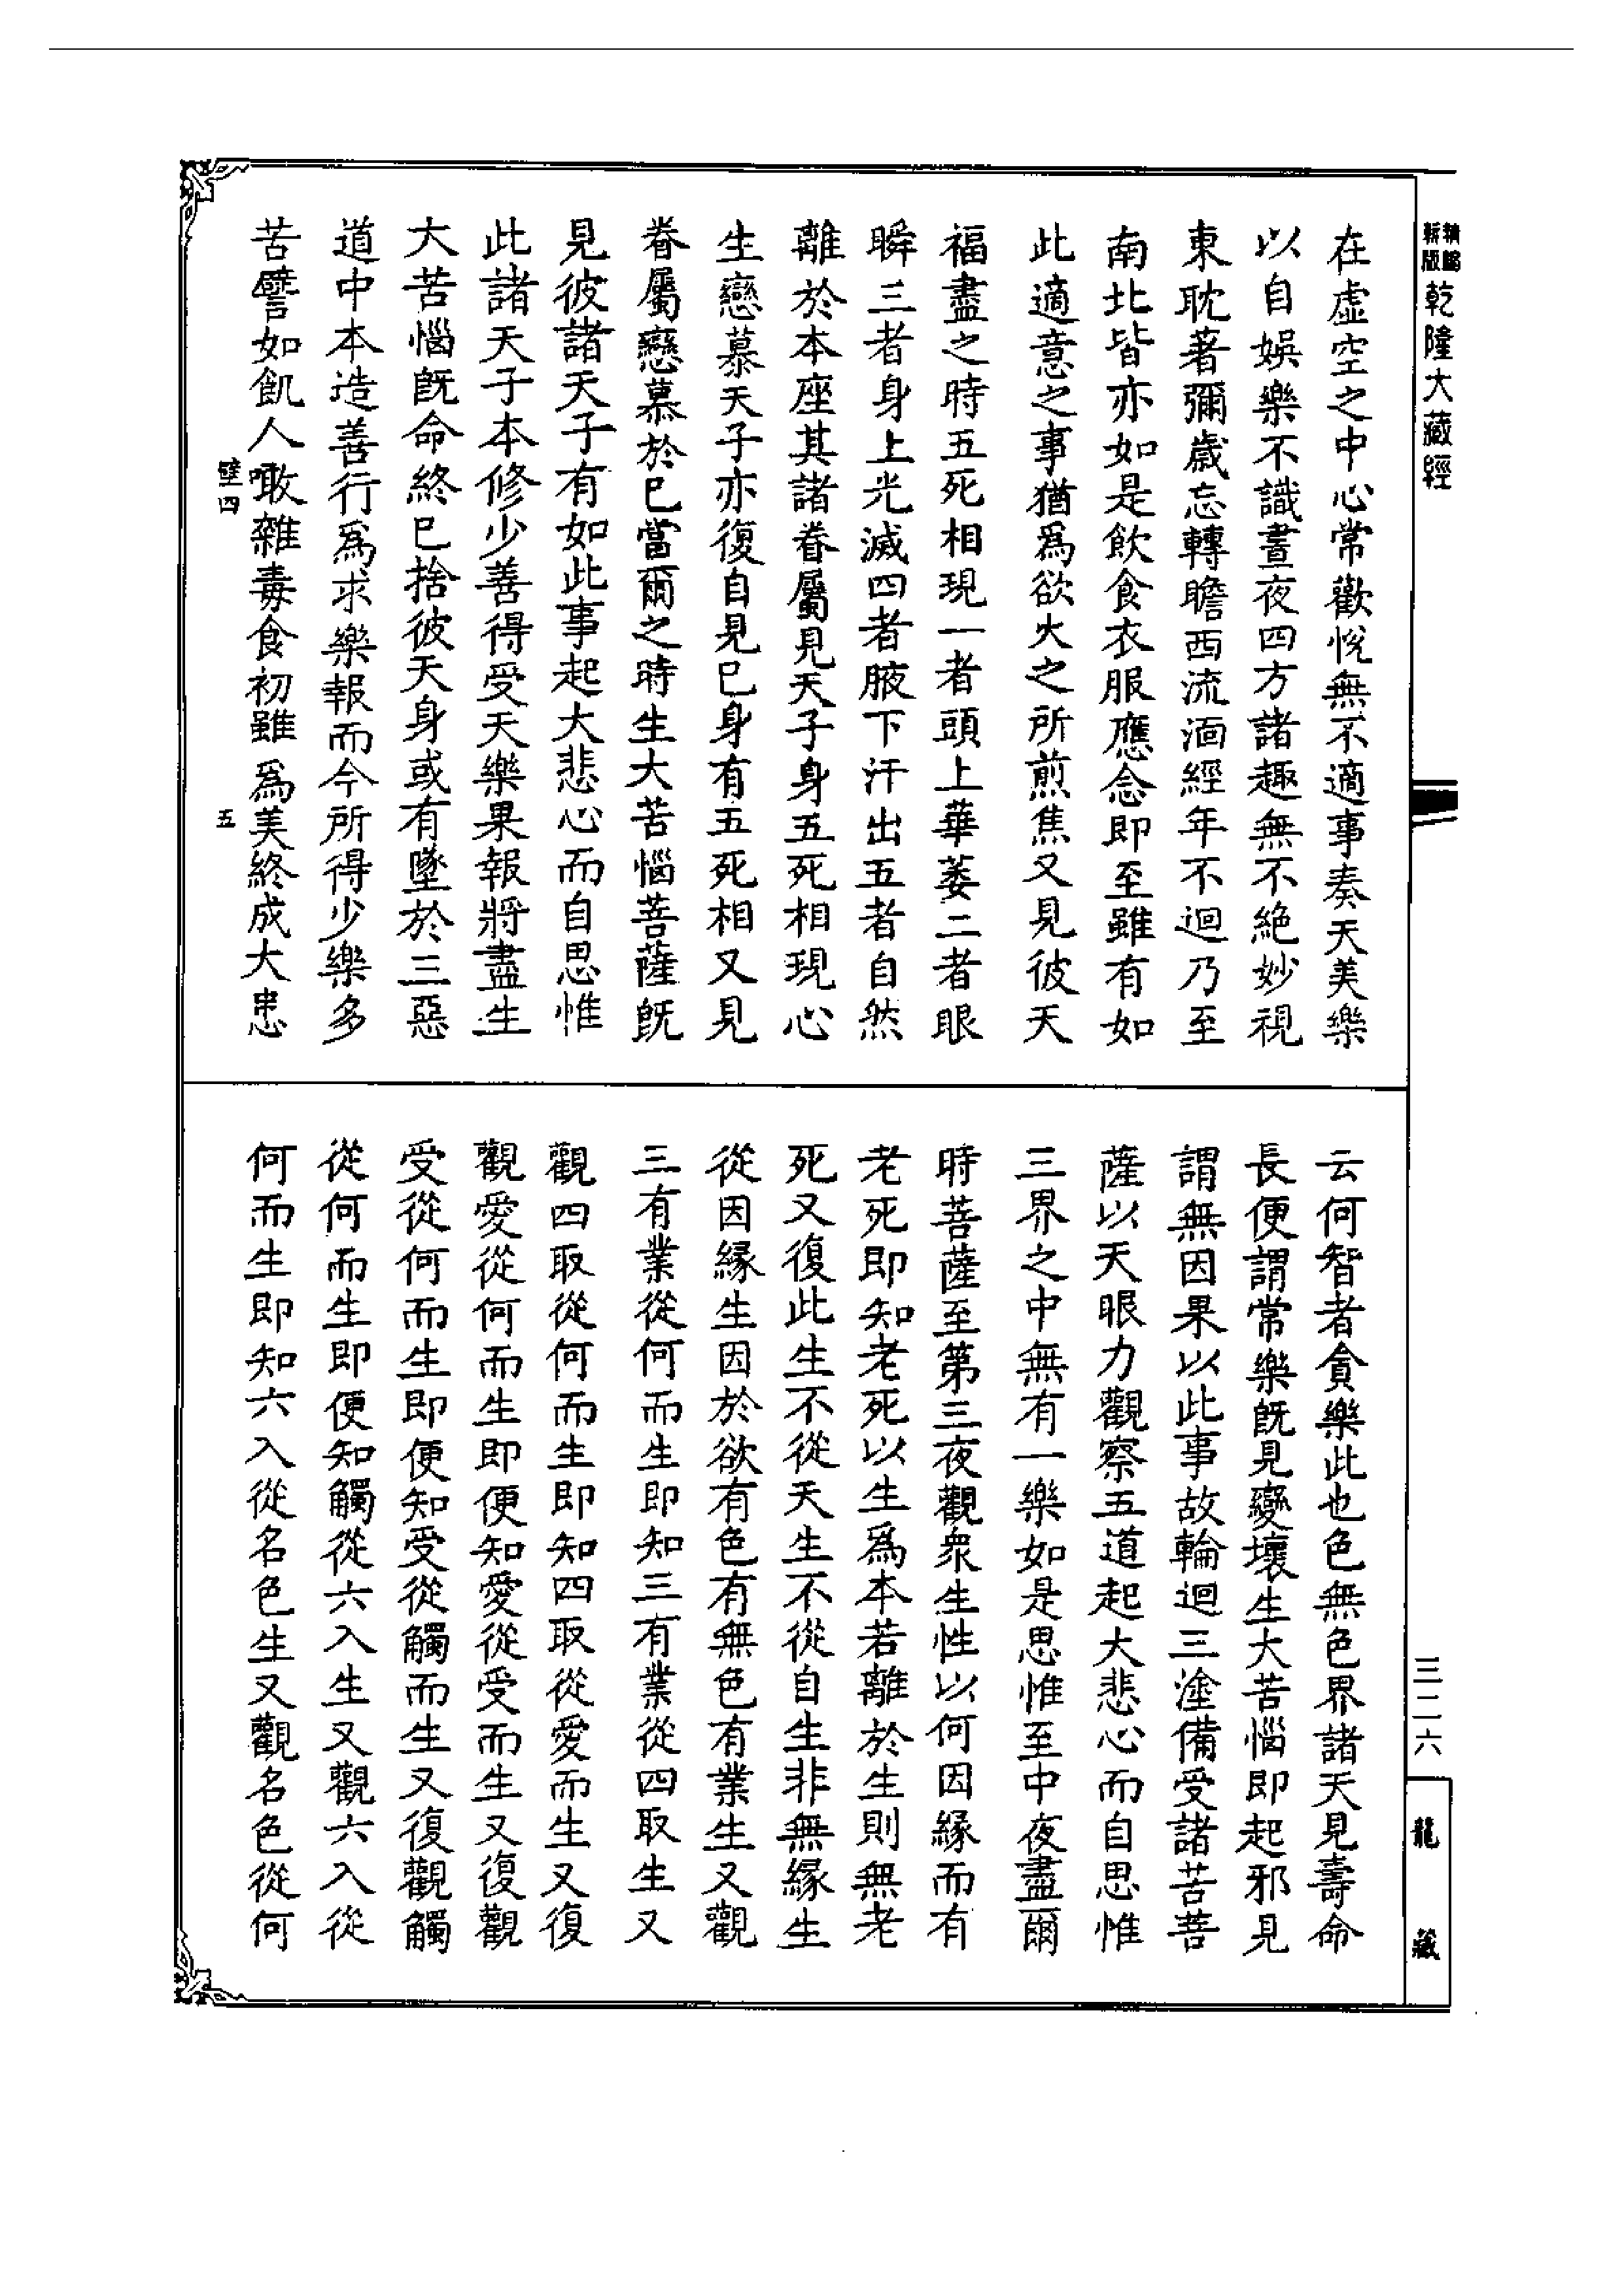 乾隆大藏經
在虛空之中心常歡悅無不適事奏天美樂
以自娛樂不識晝夜四方諸趣無不絶妙視
東耽著彌歲忘轉瞻西流洄經年不迴乃至
南北皆亦如是飲食衣服應念即至雖有如
此適意之事猶爲欲火之所煎焦又見彼天
福盡之時五死相現一者頭上華萎二者眼
瞬三者身上光滅四者腋下汗出五者自然
離於本座其諸眷屬見天子身五死相現心
生戀慕天子亦復自見巳身有五死相又見
眷屬戀慕於巳當爾之時生大苦惱菩薩旣
見彼諸天子有如此事起大悲心而自思惟
此諸天子本修少善得受天樂果報將盡生
大苦惱旣命終巳捨彼天身或有墜於三惡
道中本造善行爲求樂報而今所得少樂多
苦譬如飢人噉雜毒食初雖爲美終成大患
壁四
五
云何智者貪樂此也色無色界諸天見壽命
長便謂常樂旣見變壞生大苦惱即起邪見
謂無因果以此事故輪迴三塗備受諸苦菩
薩以天眼力觀察五道起大悲心而自思惟
三界之中無有一樂如是思惟至中夜盡爾
時菩薩至第三夜觀衆生性以何因緣而有
老死即知老死以生爲本若離於生則無老
死又復此生不從天生不從自生非無緣生
從因緣生因於欲有色有無色有業生又觀
三有業從何而生即知三有業從四取生又
觀四取從何而生即知四取從愛而生又復
觀愛從何而生即便知愛從受而生又復觀
受從何而生即便知受從觸而生又復觀觸
從何而生即便知觸從六入生又觀六入從
何而生即知六入從名色生又觀名色從何
三二六
龍藏